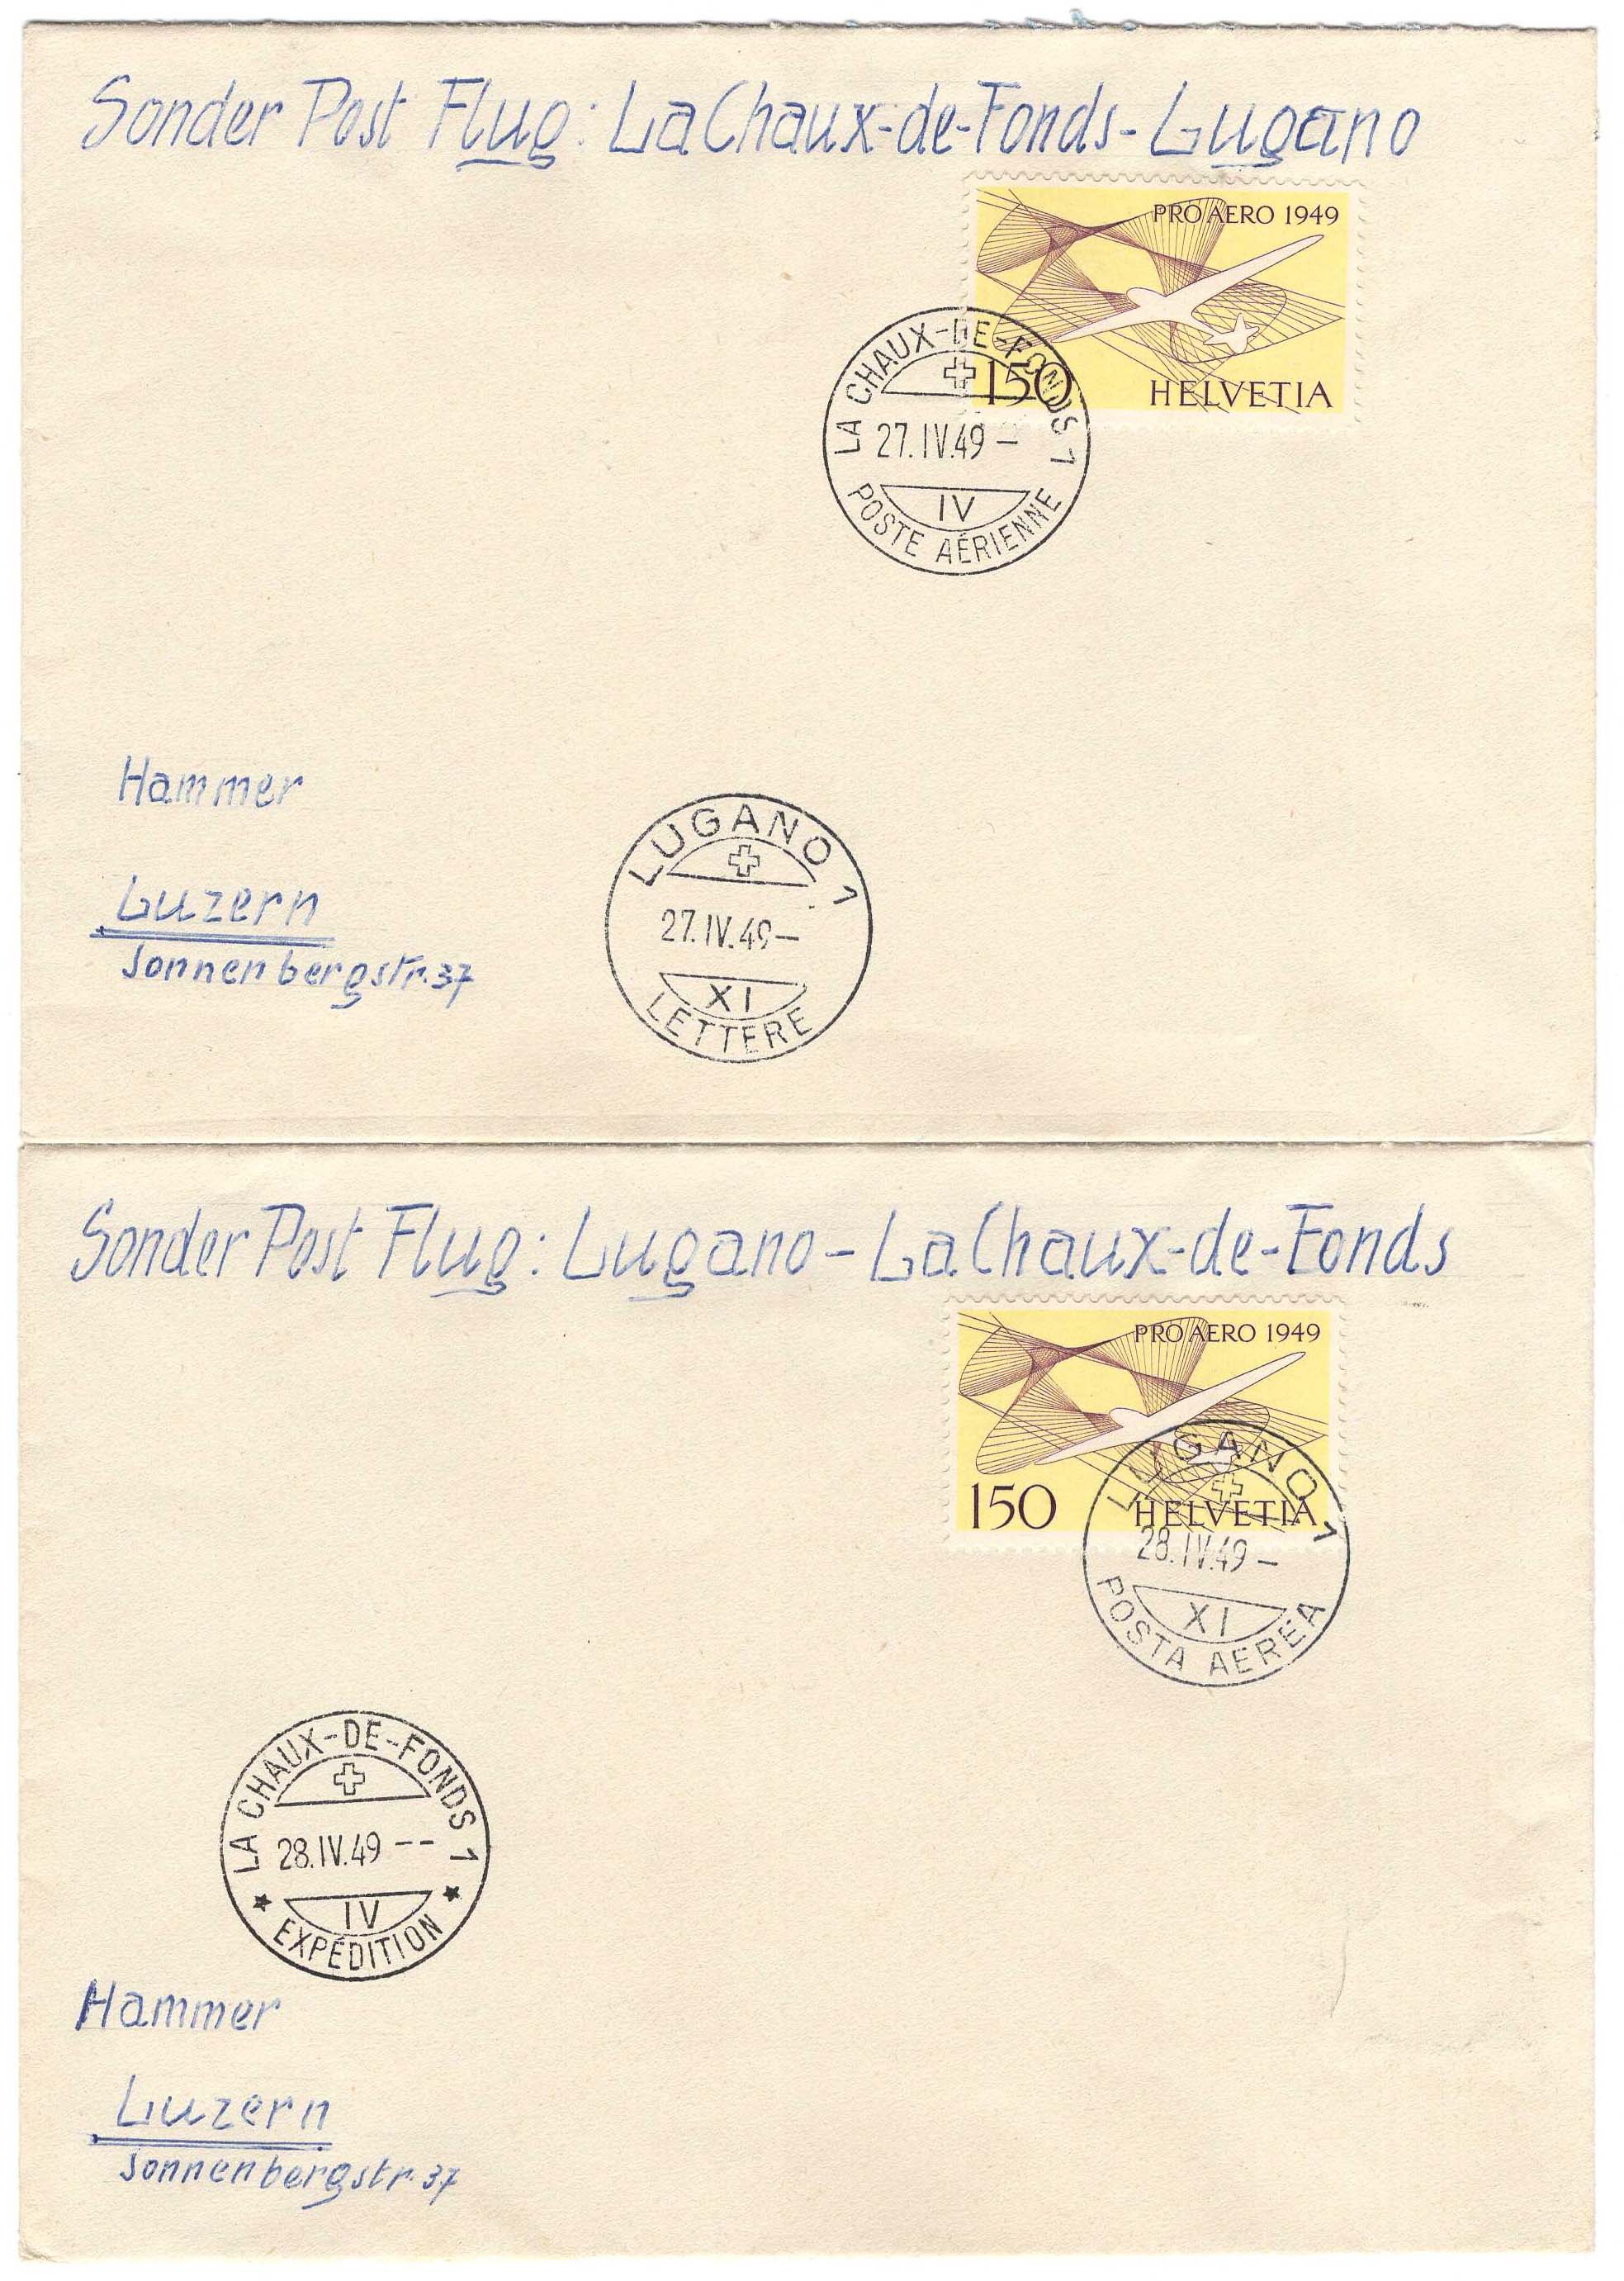 Sonder Post Flug: La Chaux-de-Fonds-Lugano
PRO AERO 1949
150 HELVETIA
LA CHAUX-DE-FONDS 1
27.IV.49 –
IV
POSTE AÉRIENNE
Hammer
Luzern
Sonnenbergstr. 37
LUGANO 1
27.IV.49 –
XI
LETTERE
Sonder Post Flug: Lugano – La Chaux-de-Fonds
PRO AERO 1949
150 HELVETIA
LUGANO 1
28.IV.49 –
XI
POSTA AEREA
LA CHAUX-DE-FONDS 1
28.IV.49 --
IV
EXPÉDITION
Hammer
Luzern
Sonnenbergstr. 37